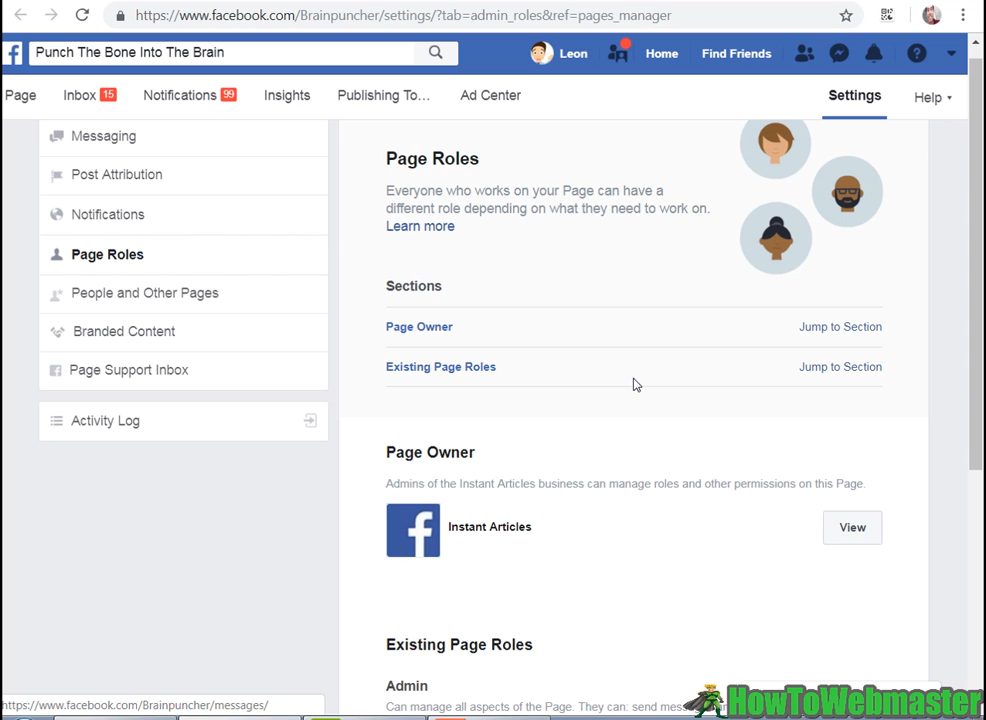 https://www.facebook.com/Brainpuncher/settings/?tab=admin_roles&ref=pages_manager
Punch The Bone Into The Brain
Leon
Home
Find Friends
Page
Inbox 15
Notifications 99
Insights
Publishing To...
Ad Center
Settings
Help
Messaging
Post Attribution
Notifications
Page Roles
People and Other Pages
Branded Content
Page Support Inbox
Activity Log
Page Roles
Everyone who works on your Page can have a
different role depending on what they need to work on.
Learn more
Sections
Page Owner
Jump to Section
Existing Page Roles
Jump to Section
Page Owner
Admins of the Instant Articles business can manage roles and other permissions on this Page.
Instant Articles
View
Existing Page Roles
Admin
Can manage all aspects of the Page. They can: send mess
https://www.facebook.com/Brainpuncher/messages/
HowToWebmaster